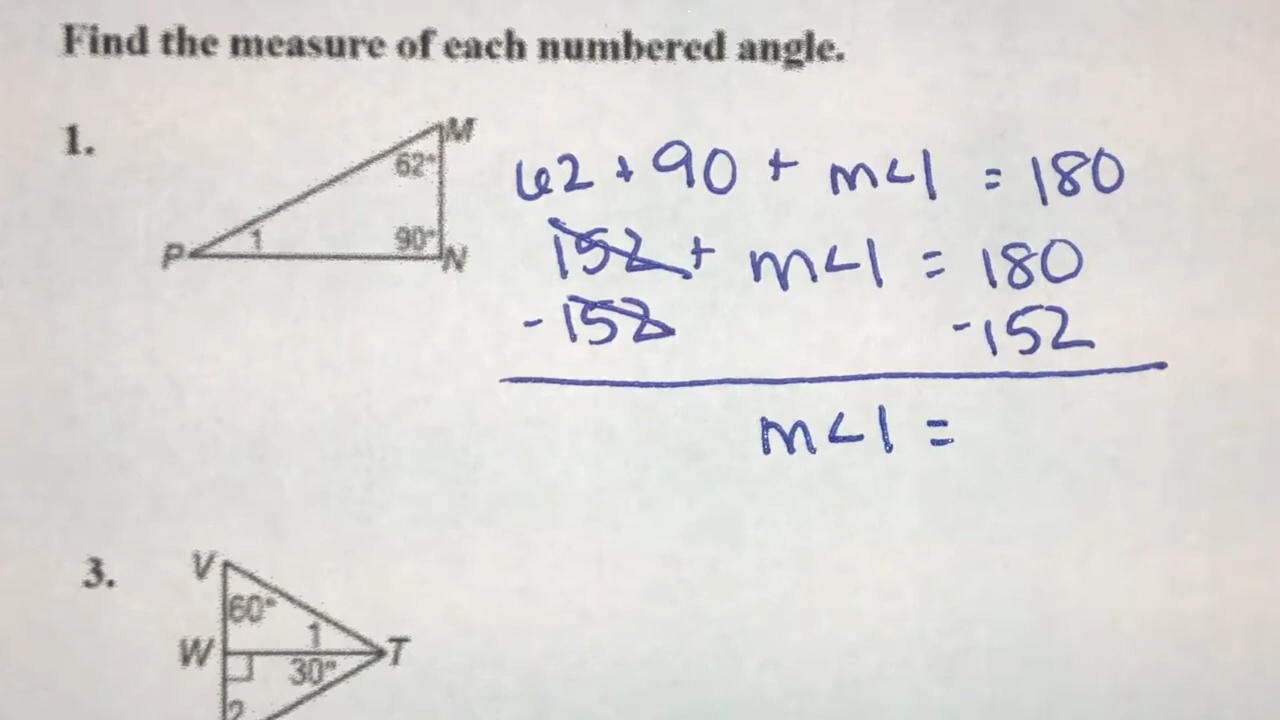 Find the measure of each numbered angle.
1.
M
62°
1
90°
P
N
62 + 90 + m<1 = 180
152 + m<1 = 180
-152 -152
m<1 =
3.
V
60°
1
W
T
30°
2